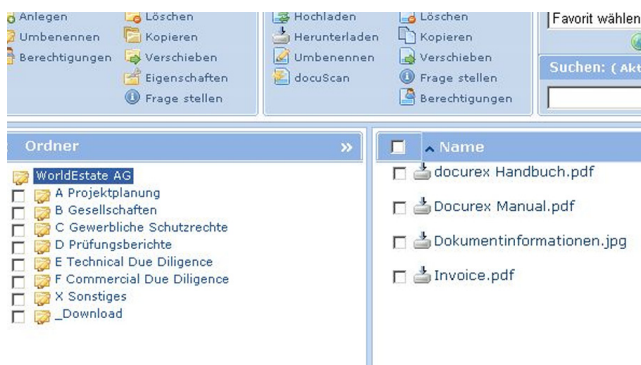 Anlegen
Löschen
Umbenennen
Kopieren
Berechtigungen
Verschieben
Eigenschaften
Frage stellen
Hochladen
Löschen
Herunterladen
Kopieren
Umbenennen
Verschieben
docuScan
Frage stellen
Berechtigungen
Favorit wählen
Suchen: ( Akt
Ordner »
WorldEstate AG
A Projektplanung
B Gesellschaften
C Gewerbliche Schutzrechte
D Prüfungsberichte
E Technical Due Diligence
F Commercial Due Diligence
X Sonstiges
_Download
Name
docurex Handbuch.pdf
Docurex Manual.pdf
Dokumentinformationen.jpg
Invoice.pdf